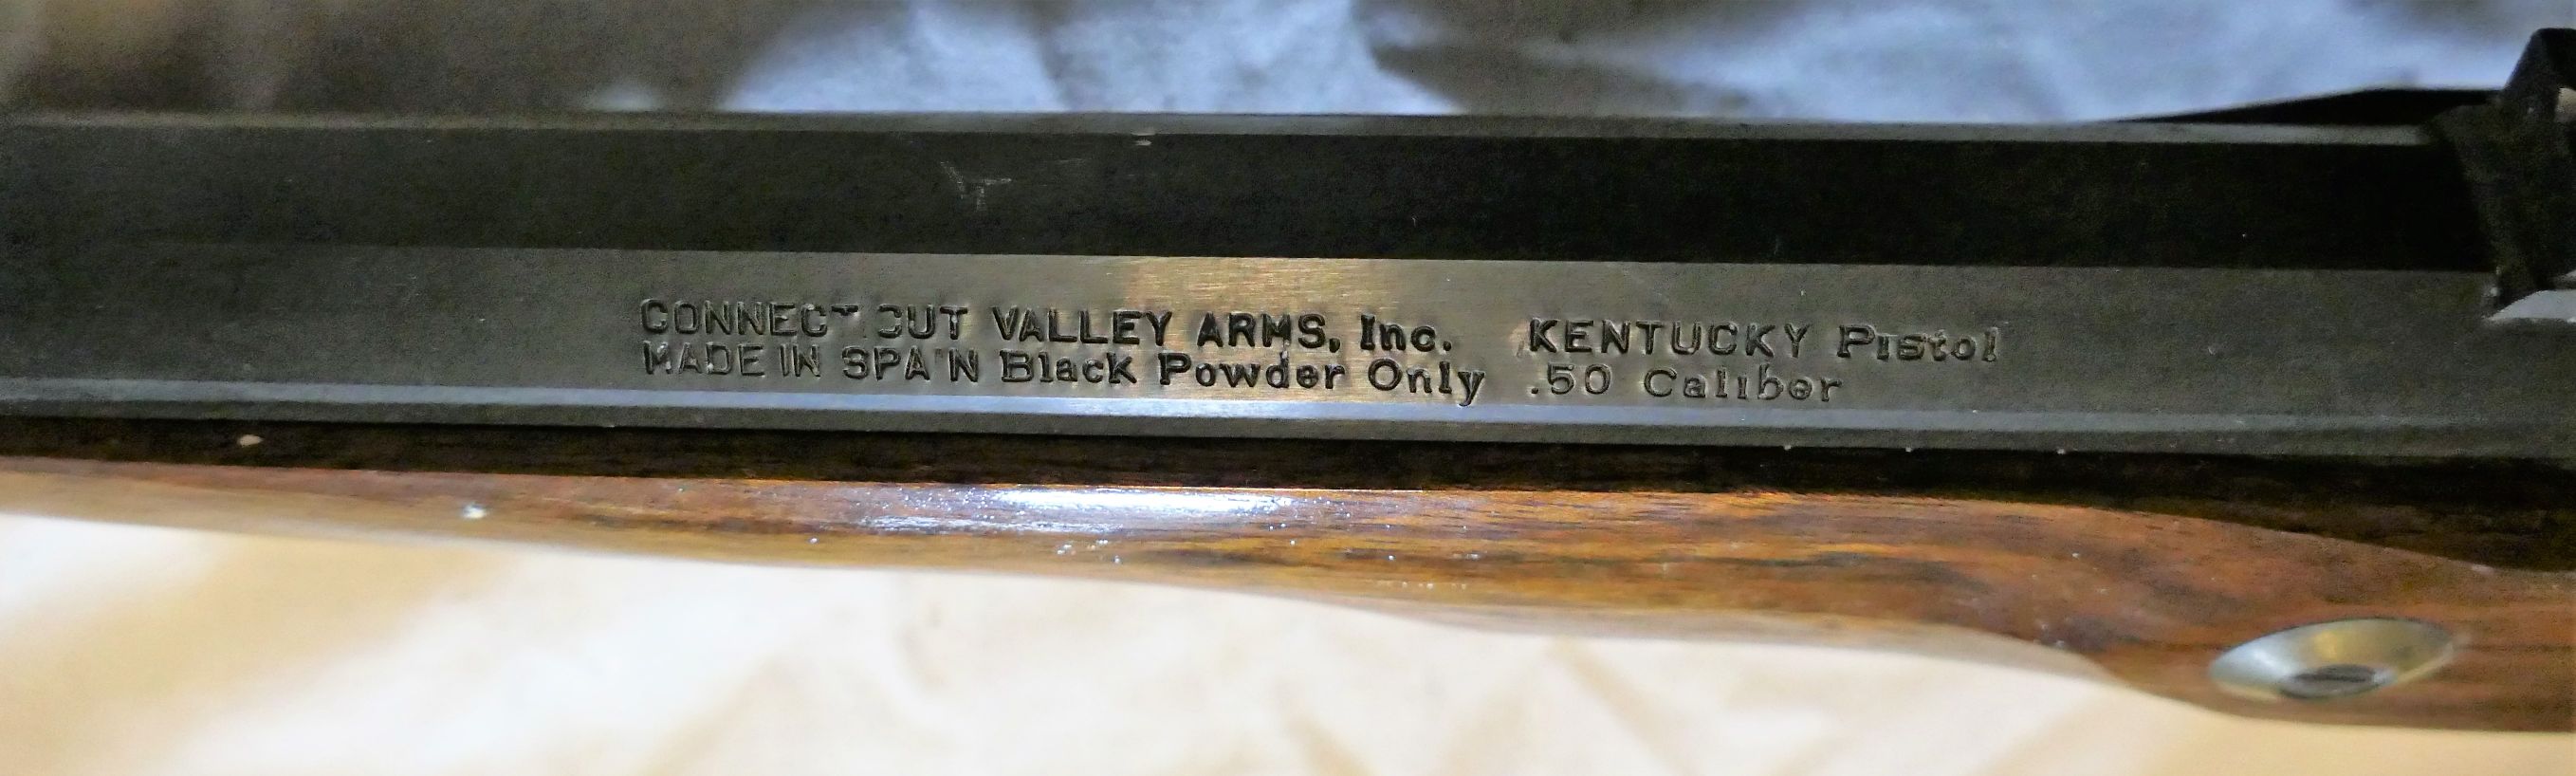 CONNECTICUT VALLEY ARMS, Inc. KENTUCKY Pistol
MADE IN SPAIN Black Powder Only .50 Caliber